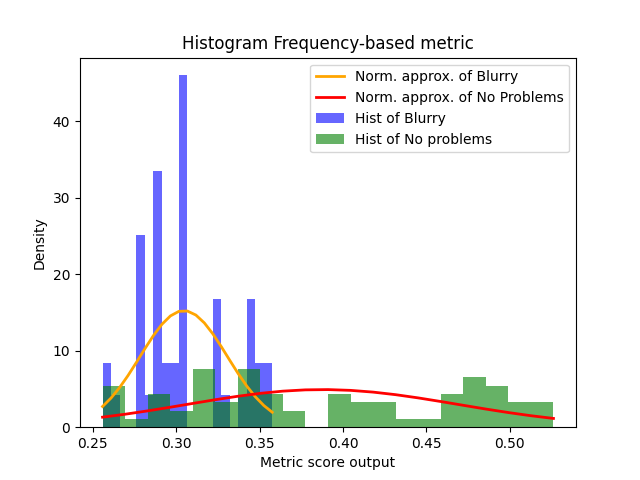 Histogram Frequency-based metric
Norm. approx. of Blurry
Norm. approx. of No Problems
Hist of Blurry
Hist of No problems
Density
40
30
20
10
0
0.25 0.30 0.35 0.40 0.45 0.50
Metric score output